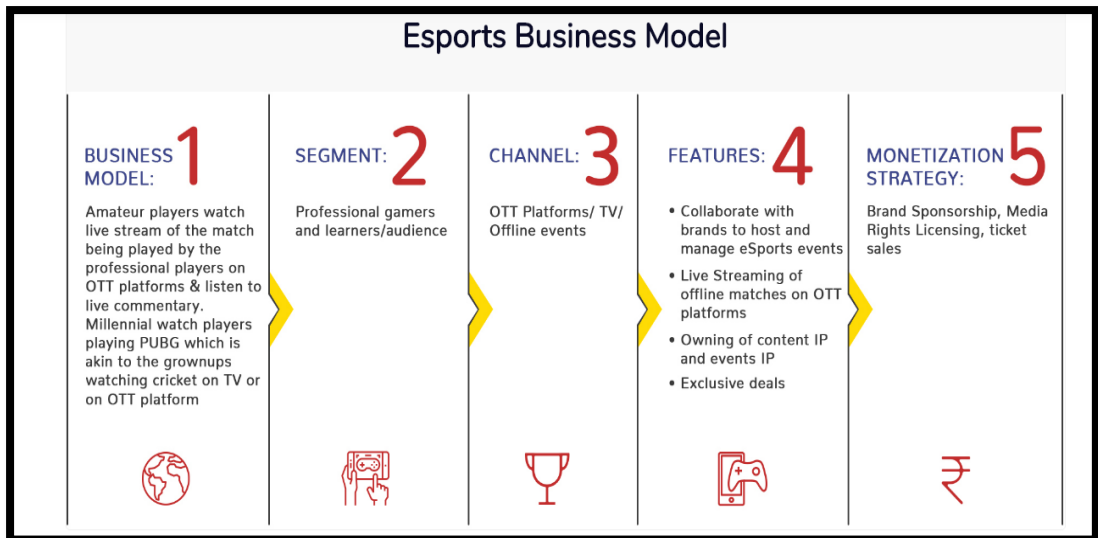 Esports Business Model
BUSINESS
MODEL:
1
Amateur players watch
live stream of the match
being played by the
professional players on
OTT platforms & listen to
live commentary.
Millennial watch players
playing PUBG which is
akin to the grownups
watching cricket on TV or
on OTT platform
SEGMENT:
2
Professional gamers
and learners/audience
CHANNEL:
3
OTT Platforms/ TV/
Offline events
FEATURES:
4
• Collaborate with
brands to host and
manage eSports events
• Live Streaming of
offline matches on OTT
platforms
• Owning of content IP
and events IP
• Exclusive deals
MONETIZATION
STRATEGY:
5
Brand Sponsorship, Media
Rights Licensing, ticket
sales
₹